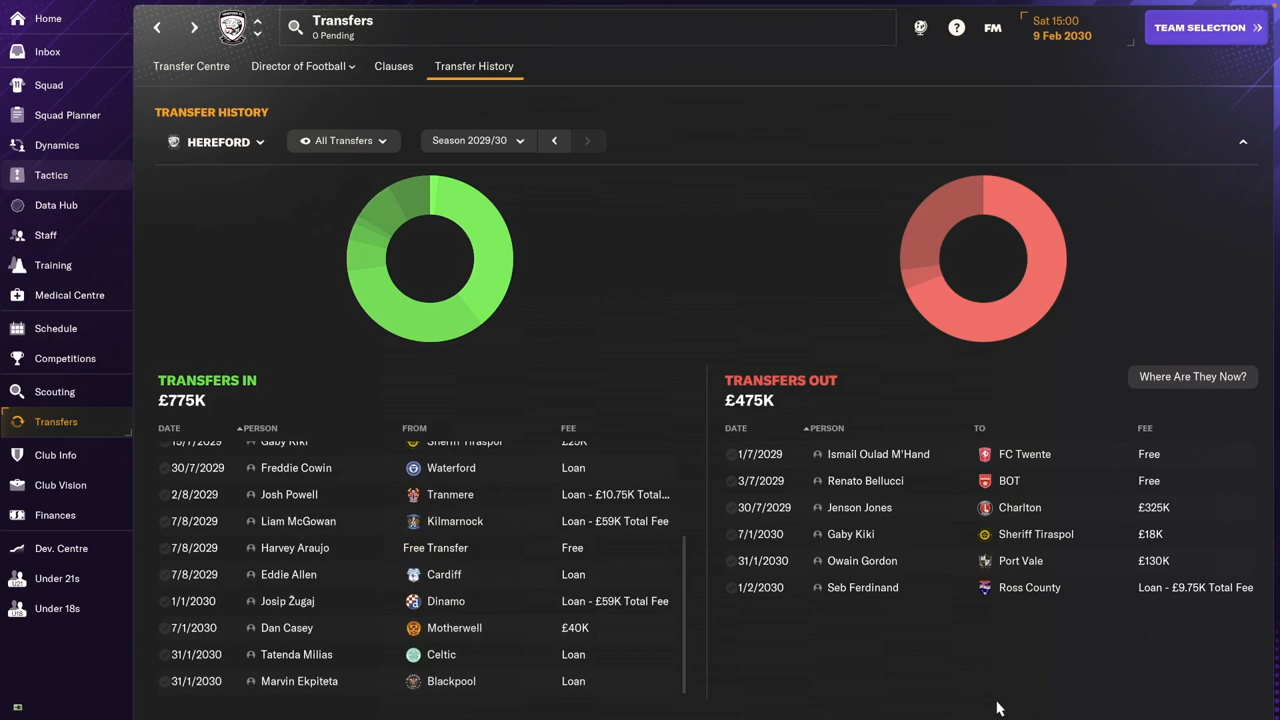 Home
Inbox
Squad
Squad Planner
Dynamics
Tactics
Data Hub
Staff
Training
Medical Centre
Schedule
Competitions
Scouting
Transfers
Club Info
Club Vision
Finances
Dev. Centre
Under 21s
Under 18s
Transfers
0 Pending
FM
Sat 15:00
9 Feb 2030
TEAM SELECTION
Transfer Centre Director of Football Clauses Transfer History
TRANSFER HISTORY
HEREFORD All Transfers Season 2029/30
TRANSFERS IN
£775K
DATE PERSON FROM FEE
15/7/2029 Gaby Kiki Sheriff Tiraspol £25K
30/7/2029 Freddie Cowin Waterford Loan
2/8/2029 Josh Powell Tranmere Loan - £10.75K Total...
7/8/2029 Liam McGowan Kilmarnock Loan - £59K Total Fee
7/8/2029 Harvey Araujo Free Transfer Free
7/8/2029 Eddie Allen Cardiff Loan
1/1/2030 Josip Žugaj Dinamo Loan - £59K Total Fee
7/1/2030 Dan Casey Motherwell £40K
31/1/2030 Tatenda Milias Celtic Loan
31/1/2030 Marvin Ekpiteta Blackpool Loan
TRANSFERS OUT
£475K
Where Are They Now?
DATE PERSON TO FEE
1/7/2029 Ismail Oulad M'Hand FC Twente Free
3/7/2029 Renato Bellucci BOT Free
30/7/2029 Jenson Jones Charlton £325K
7/1/2030 Gaby Kiki Sheriff Tiraspol £18K
31/1/2030 Owain Gordon Port Vale £130K
1/2/2030 Seb Ferdinand Ross County Loan - £9.75K Total Fee